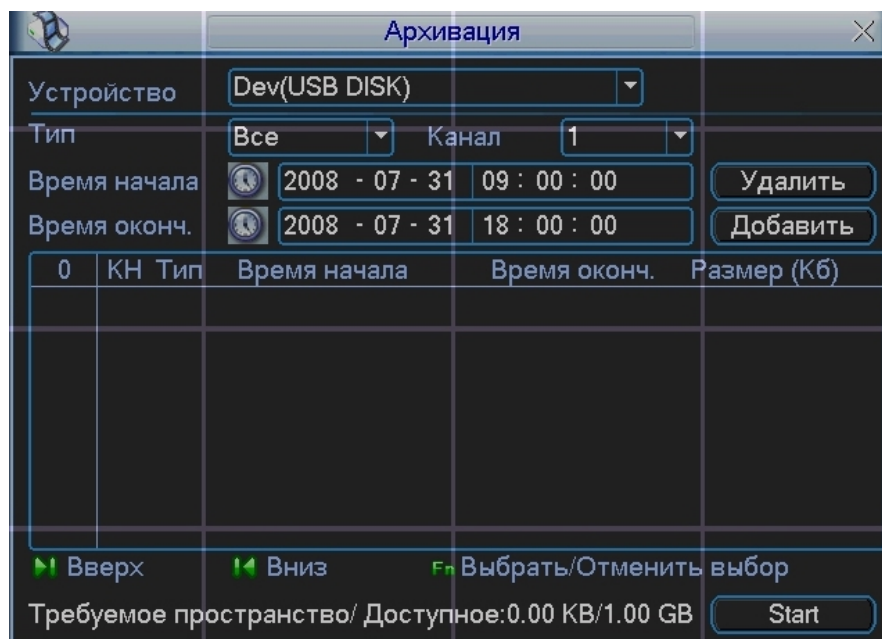 Архивация
Устройство Dev(USB DISK)
Тип Все Канал 1
Время начала 2008 - 07 - 31 09 : 00 : 00 Удалить
Время оконч. 2008 - 07 - 31 18 : 00 : 00 Добавить
0 КН Тип Время начала Время оконч. Размер (Кб)
Вверх Вниз Fn Выбрать/Отменить выбор
Требуемое пространство/ Доступное:0.00 KB/1.00 GB Start